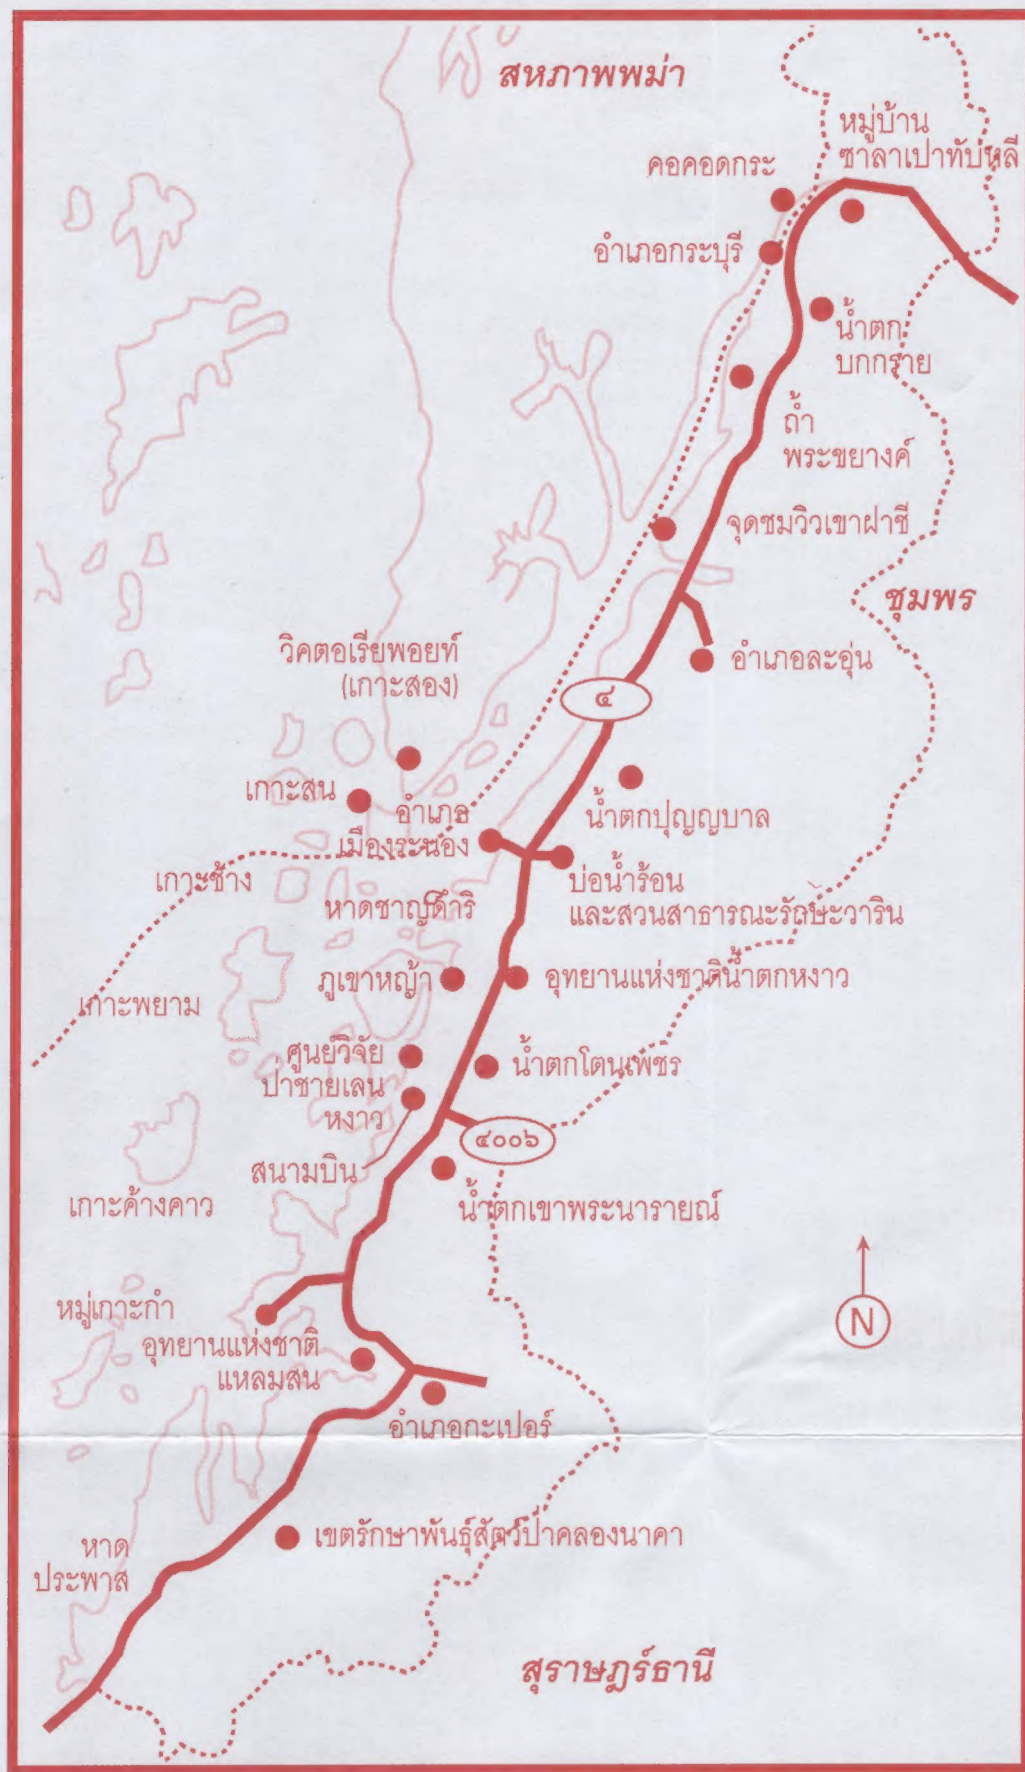 สหภาพพม่า
หมู่บ้าน
ซาลาเปาทับหลี
คอคอดกระ
อำเภอกระบุรี
น้ำตก
บกกราย
ถ้ำ
พระขยางค์
จุดชมวิวเขาฝาชี
ชุมพร
อำเภอละอุ่น
วิคตอเรียพอยท์
(เกาะสอง)
๔
เกาะสน
อำเภอ
เมืองระนอง
น้ำตกปุญญบาล
เกาะช้าง
บ่อน้ำร้อน
และสวนสาธารณะรักษะวาริน
หาดชาญดำริ
ภูเขาหญ้า
อุทยานแห่งชาติน้ำตกหงาว
เกาะพยาม
ศูนย์วิจัย
ป่าชายเลน
หงาว
น้ำตกโตนเพชร
๔๐๐๖
สนามบิน
เกาะค้างคาว
น้ำตกเขาพระนารายณ์
N
หมู่เกาะกำ
อุทยานแห่งชาติ
แหลมสน
อำเภอกะเปอร์
เขตรักษาพันธุ์สัตว์ป่าคลองนาคา
หาด
ประพาส
สุราษฎร์ธานี